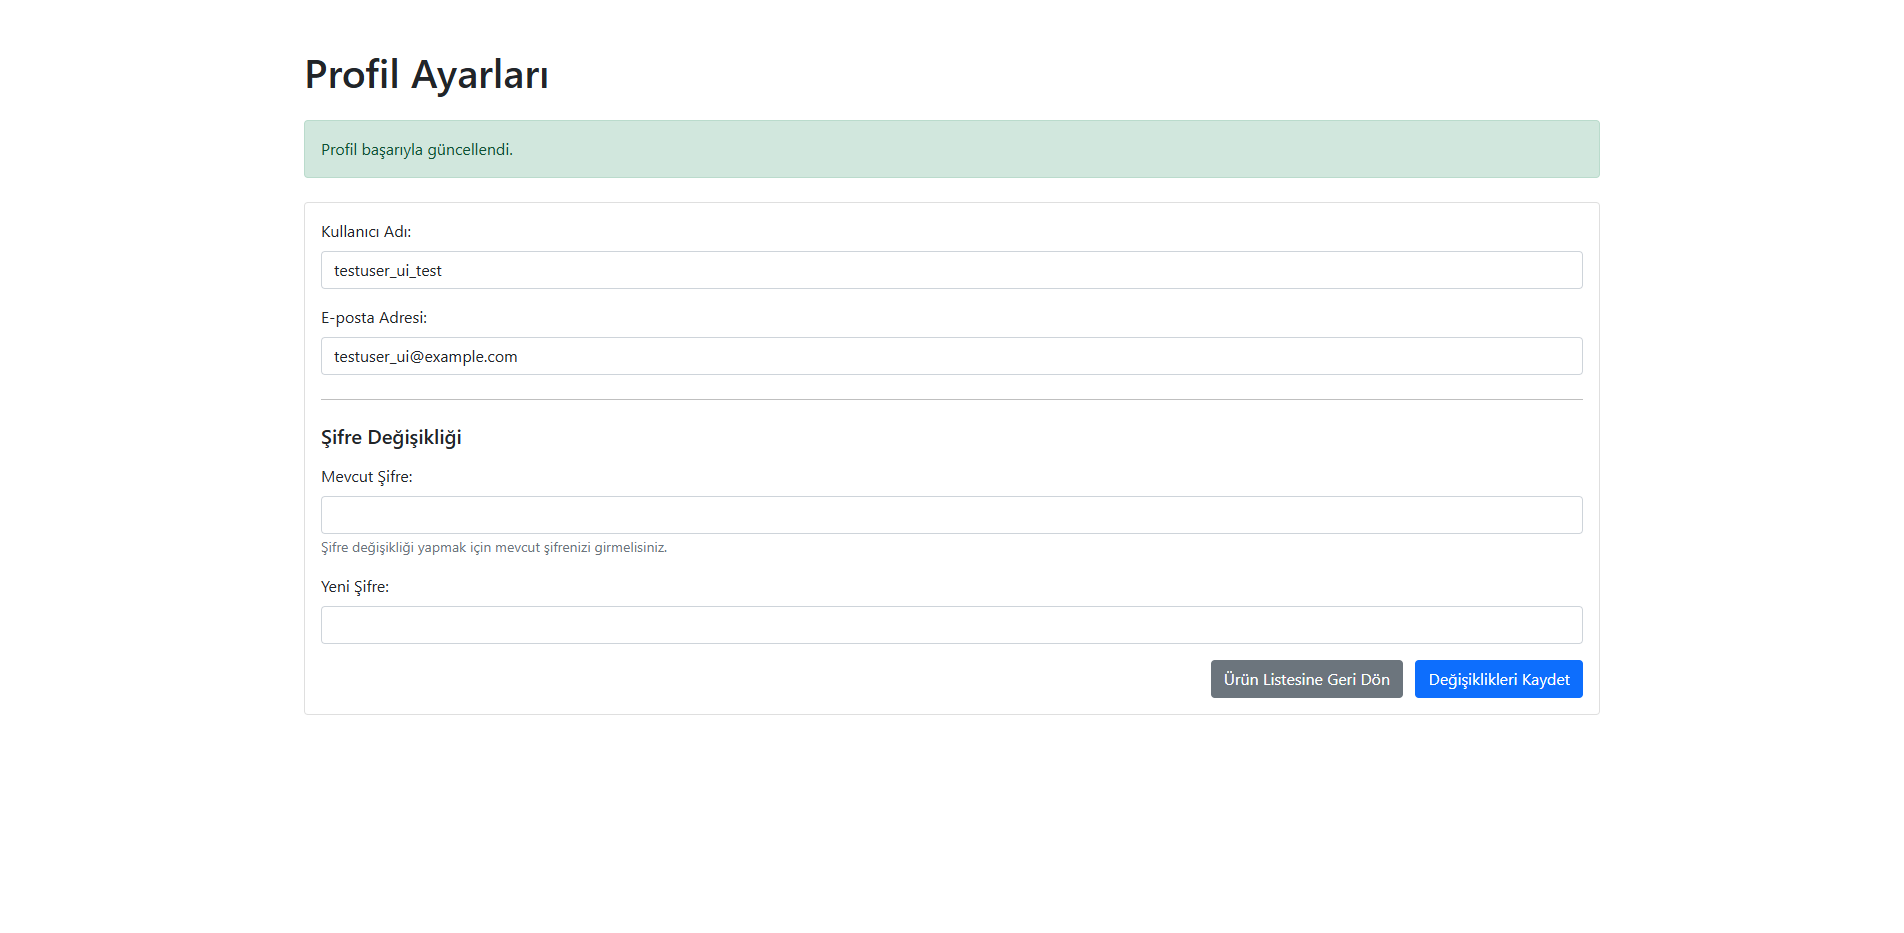 Profil Ayarları
Profil başarıyla güncellendi.
Kullanıcı Adı:
testuser_ui_test
E-posta Adresi:
testuser_ui@example.com
Şifre Değişikliği
Mevcut Şifre:
Şifre değişikliği yapmak için mevcut şifrenizi girmelisiniz.
Yeni Şifre:
Ürün Listesine Geri Dön
Değişiklikleri Kaydet